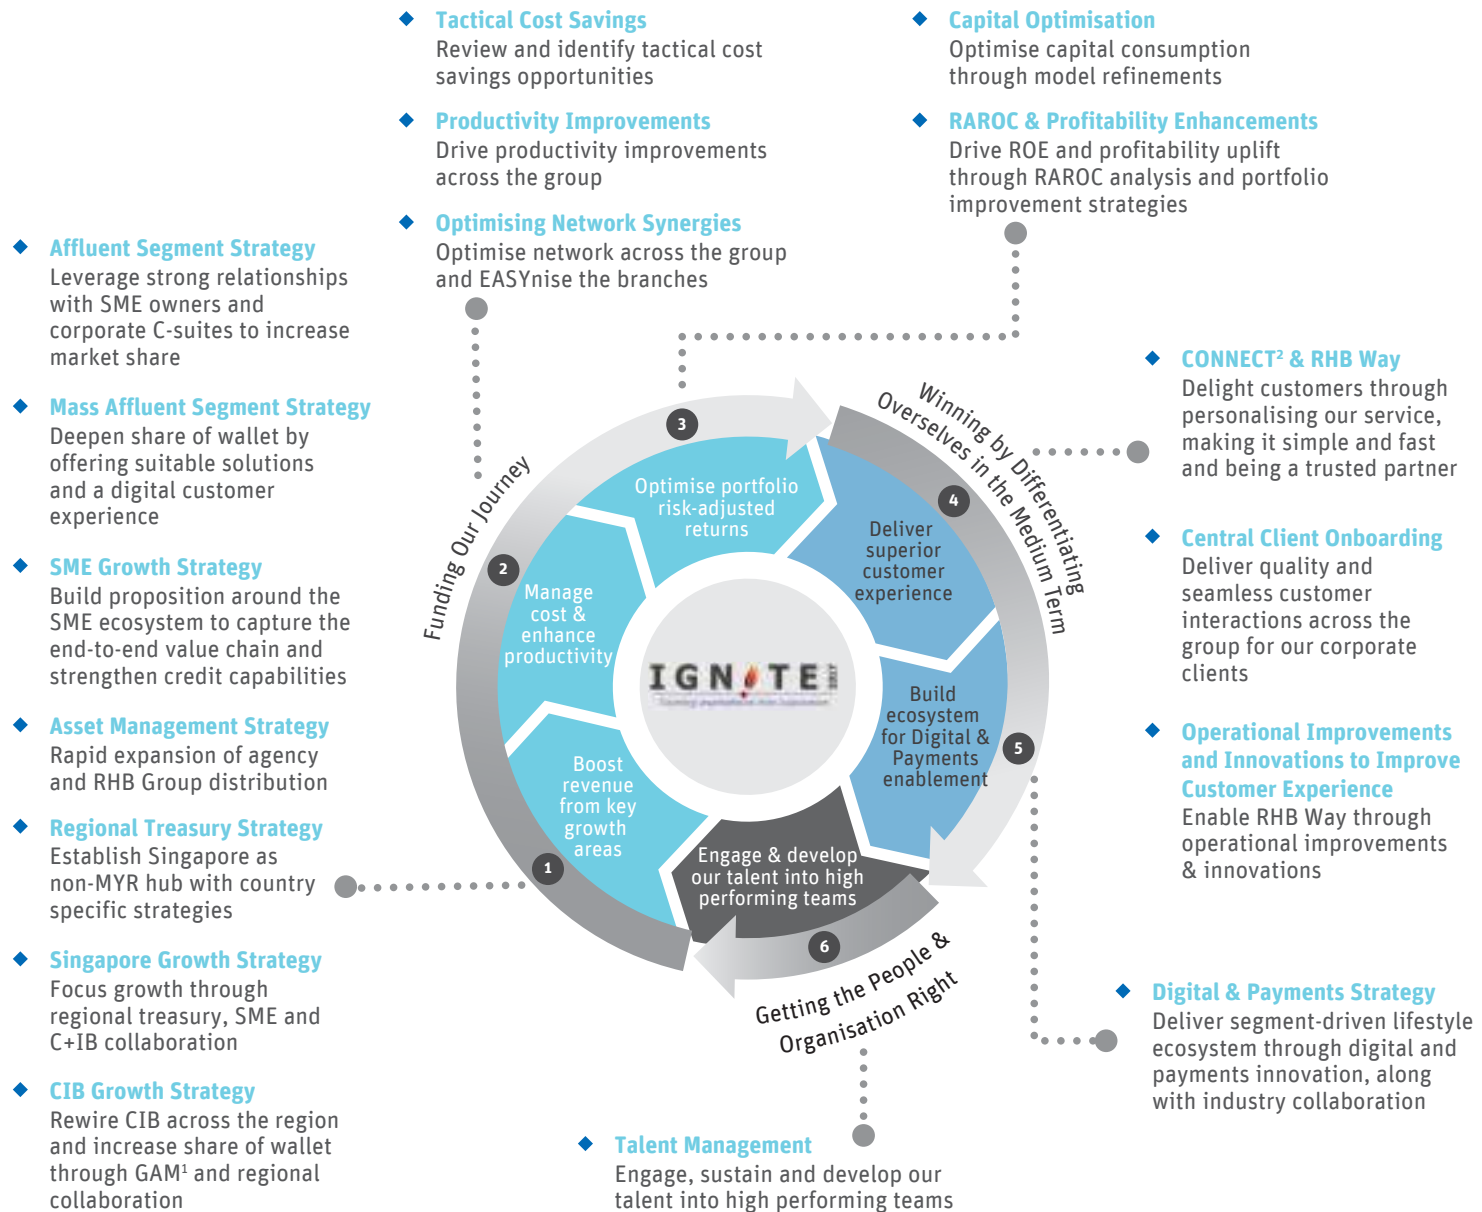 Tactical Cost Savings
Review and identify tactical cost
savings opportunities
Productivity Improvements
Drive productivity improvements
across the group
Optimising Network Synergies
Optimise network across the group
and EASYnise the branches
Capital Optimisation
Optimise capital consumption
through model refinements
RAROC & Profitability Enhancements
Drive ROE and profitability uplift
through RAROC analysis and portfolio
improvement strategies
Affluent Segment Strategy
Leverage strong relationships
with SME owners and
corporate C-suites to increase
market share
Mass Affluent Segment Strategy
Deepen share of wallet by
offering suitable solutions
and a digital customer
experience
SME Growth Strategy
Build proposition around the
SME ecosystem to capture the
end-to-end value chain and
strengthen credit capabilities
Asset Management Strategy
Rapid expansion of agency
and RHB Group distribution
Regional Treasury Strategy
Establish Singapore as
non-MYR hub with country
specific strategies
Singapore Growth Strategy
Focus growth through
regional treasury, SME and
C+IB collaboration
CIB Growth Strategy
Rewire CIB across the region
and increase share of wallet
through GAM¹ and regional
collaboration
Funding Our Journey
Winning by Differentiating
Overselves in the Medium Term
Getting the People &
Organisation Right
1
Boost
revenue
from key
growth
areas
2
Manage
cost &
enhance
productivity
3
Optimise portfolio
risk-adjusted
returns
4
Deliver
superior
customer
experience
5
Build
ecosystem
for Digital &
Payments
enablement
6
Engage & develop
our talent into high
performing teams
IGNITE
CONNECT² & RHB Way
Delight customers through
personalising our service,
making it simple and fast
and being a trusted partner
Central Client Onboarding
Deliver quality and
seamless customer
interactions across the
group for our corporate
clients
Operational Improvements
and Innovations to Improve
Customer Experience
Enable RHB Way through
operational improvements
& innovations
Digital & Payments Strategy
Deliver segment-driven lifestyle
ecosystem through digital and
payments innovation, along
with industry collaboration
Talent Management
Engage, sustain and develop our
talent into high performing teams